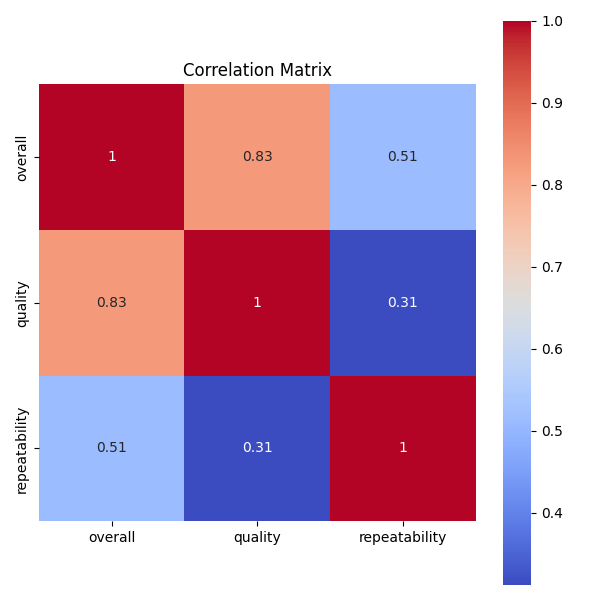 Correlation Matrix
overall
quality
repeatability
1
0.83
0.51
0.83
1
0.31
0.51
0.31
1
overall
quality
repeatability
1.0
0.9
0.8
0.7
0.6
0.5
0.4